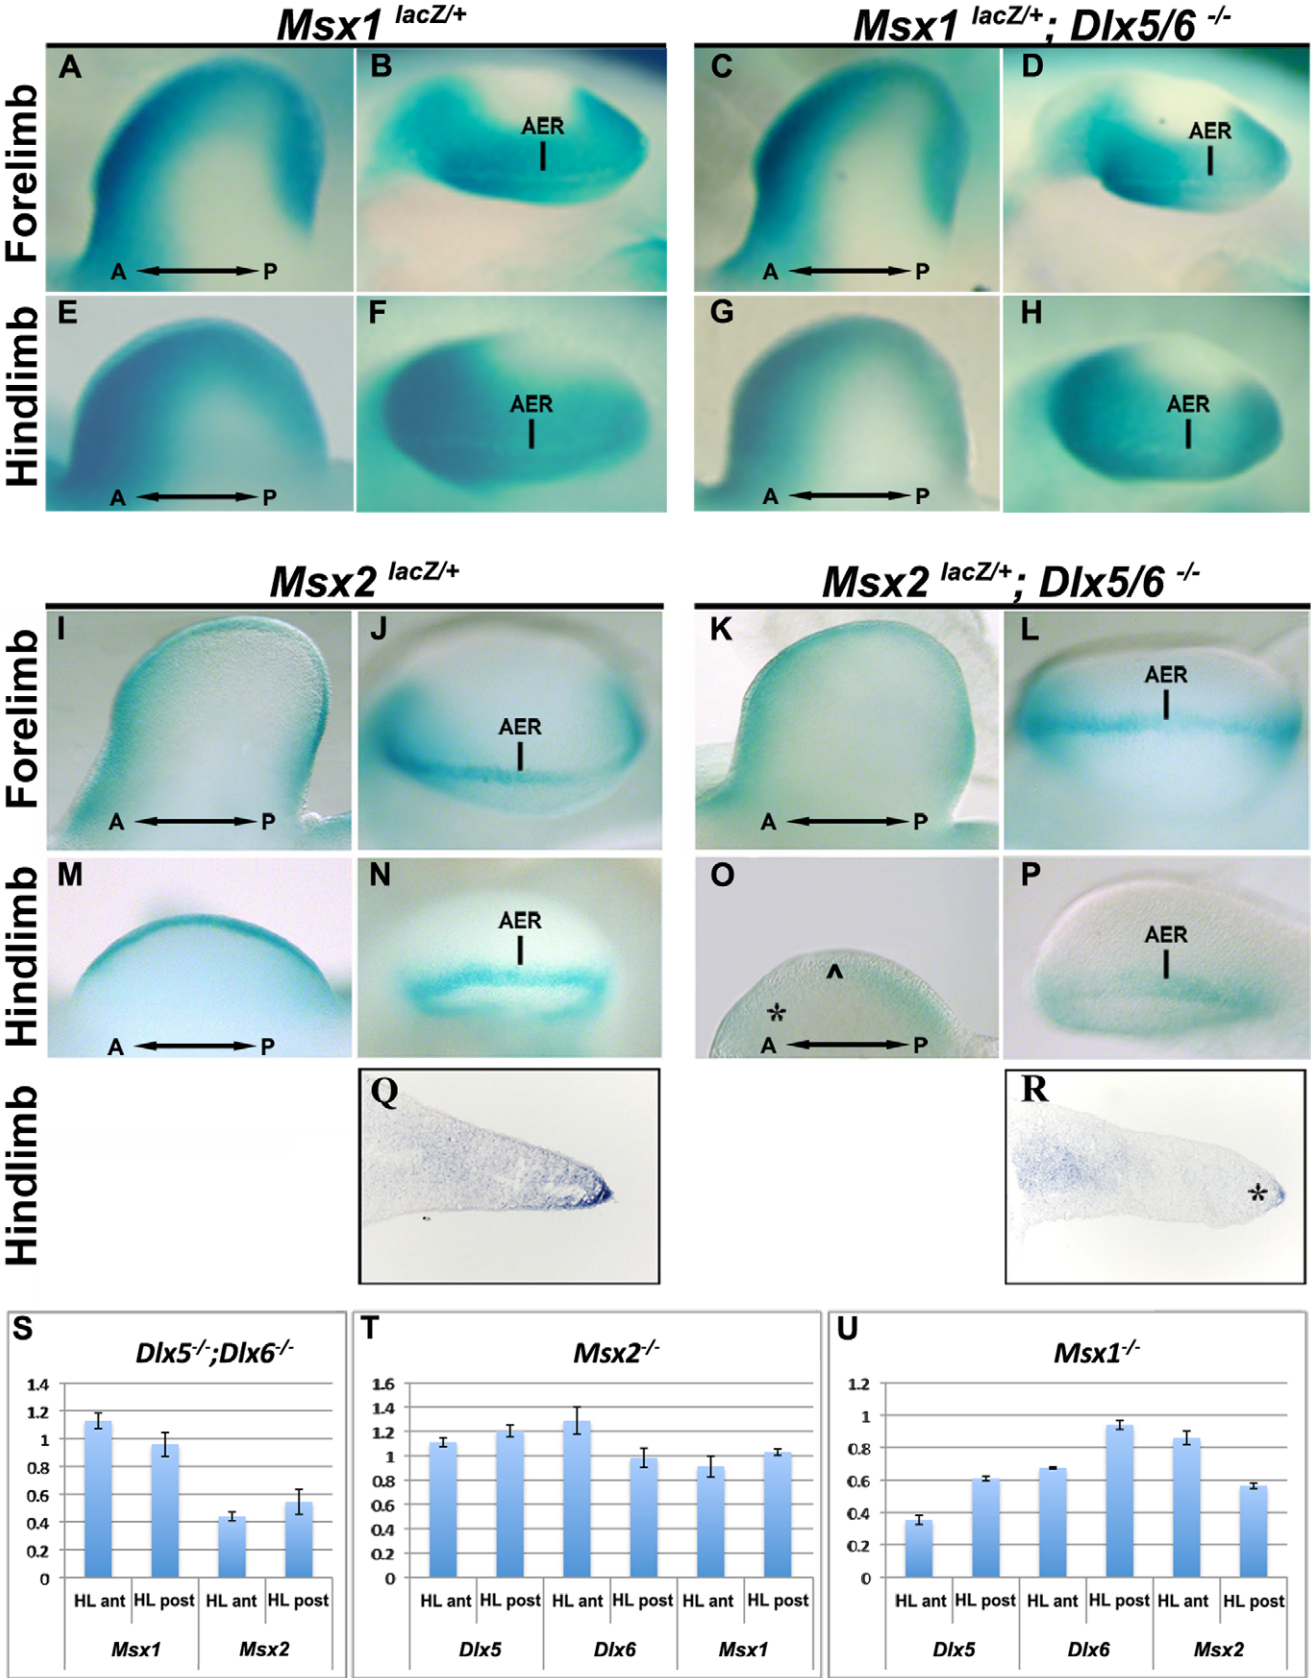 Msx1 lacZ/+
Msx1 lacZ/+; Dlx5/6 -/-
Forelimb
A
B
AER
A P
C
D
AER
A P
Hindlimb
E
F
AER
A P
G
H
AER
A P
Msx2 lacZ/+
Msx2 lacZ/+; Dlx5/6 -/-
Forelimb
I
J
AER
A P
K
L
AER
A P
Hindlimb
M
N
AER
A P
O
^
*
A P
P
AER
Hindlimb
Q
R
*
S
Dlx5-/-;Dlx6-/-
1.4
1.2
1
0.8
0.6
0.4
0.2
0
HL ant HL post HL ant HL post
Msx1 Msx2
T
Msx2-/-
1.6
1.4
1.2
1
0.8
0.6
0.4
0.2
0
HL ant HL post HL ant HL post HL ant HL post
Dlx5 Dlx6 Msx1
U
Msx1-/-
1.2
1
0.8
0.6
0.4
0.2
0
HL ant HL post HL ant HL post HL ant HL post
Dlx5 Dlx6 Msx2